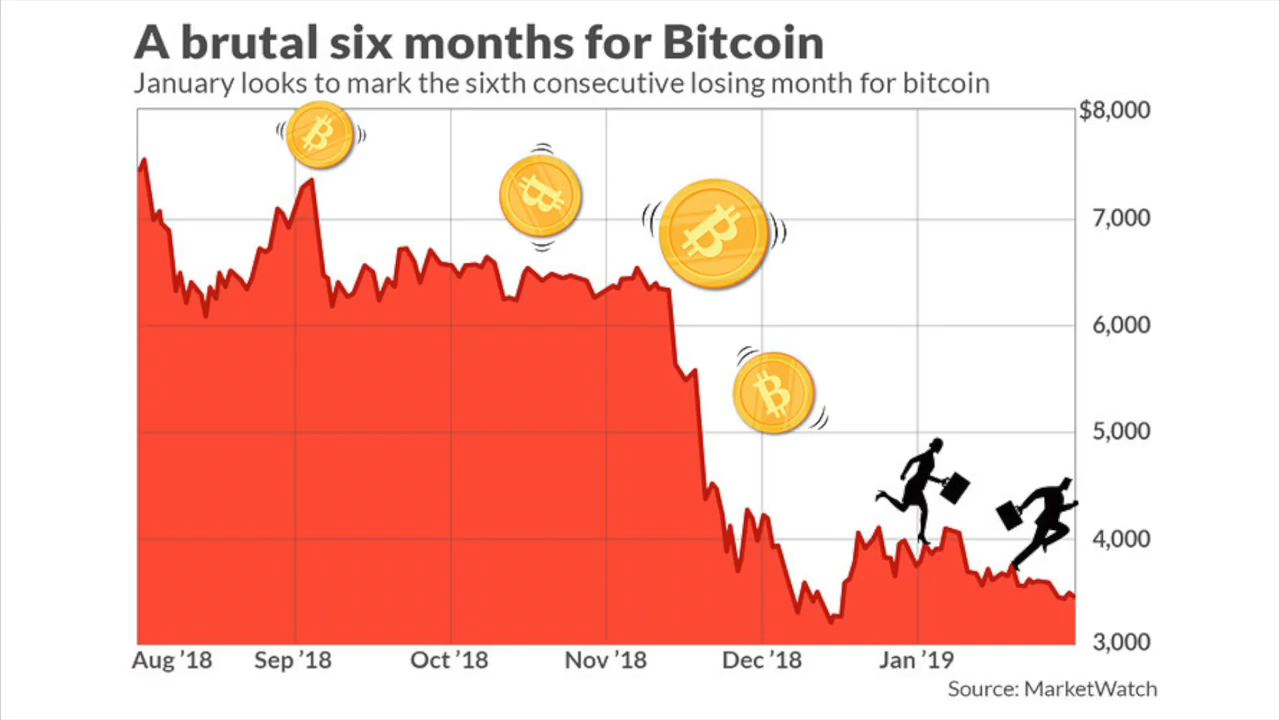 A brutal six months for Bitcoin
January looks to mark the sixth consecutive losing month for bitcoin
$8,000
7,000
6,000
5,000
4,000
3,000
Aug ’18 Sep ’18 Oct ’18 Nov ’18 Dec ’18 Jan ’19
Source: MarketWatch